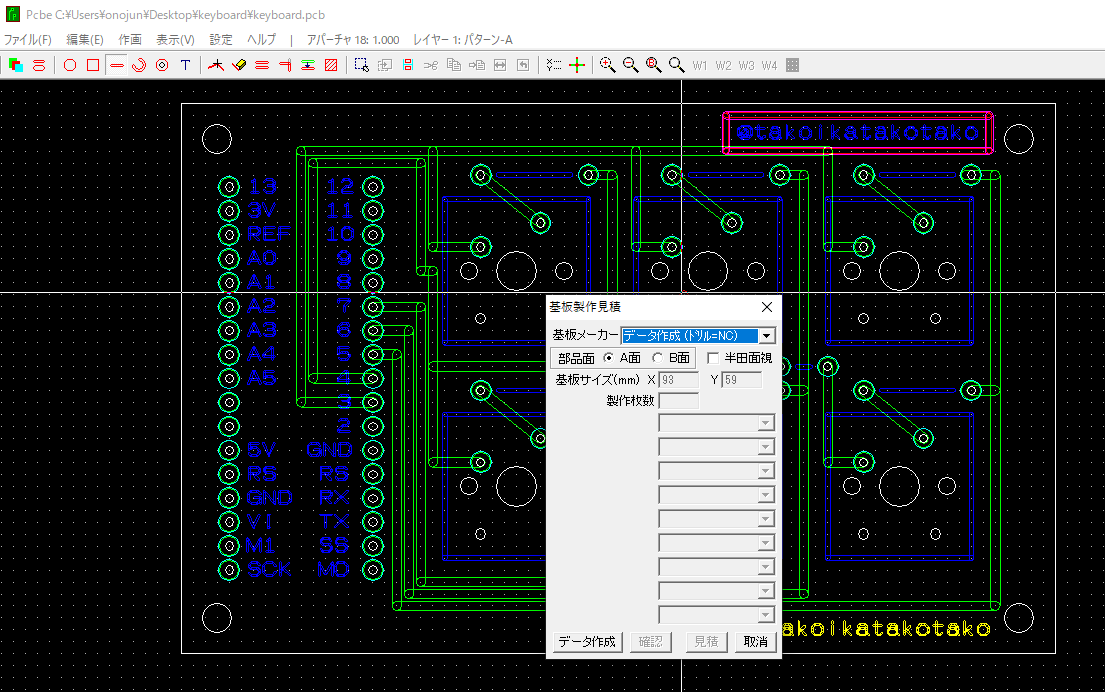 Pcbe C:¥Users¥onojun¥Desktop¥keyboard¥keyboard.pcb
ファイル(F) 編集(E) 作画 表示(V) 設定 ヘルプ | アパーチャ 18: 1.000 レイヤー 1: パターン-A
T W1 W2 W3 W4
@takoikatakotako
13 12
3V 11
REF 10
A0 9
A1 8
A2 7
A3 6
A4 5
A5 4
3
2
5V GND
RS RS
GND RX
VI TX
M1 SS
SCK MO
基板製作見積
基板メーカー データ作成 (ﾄﾞﾘﾙ=NC)
部品面 A面 B面 半田面視
基板サイズ(mm) X 93 Y 59
製作枚数
データ作成 確認 見積 取消
akoikatakotako